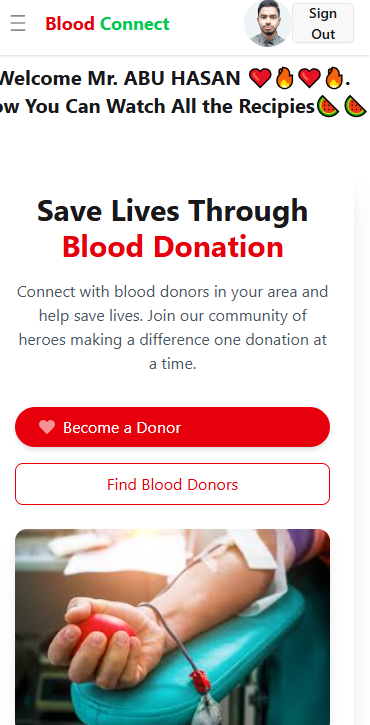 Blood Connect
Sign
Out
Welcome Mr. ABU HASAN ❤️🔥❤️🔥.
ow You Can Watch All the Recipies🍉🍉
Save Lives Through
Blood Donation
Connect with blood donors in your area and
help save lives. Join our community of
heroes making a difference one donation at
a time.
Become a Donor
Find Blood Donors